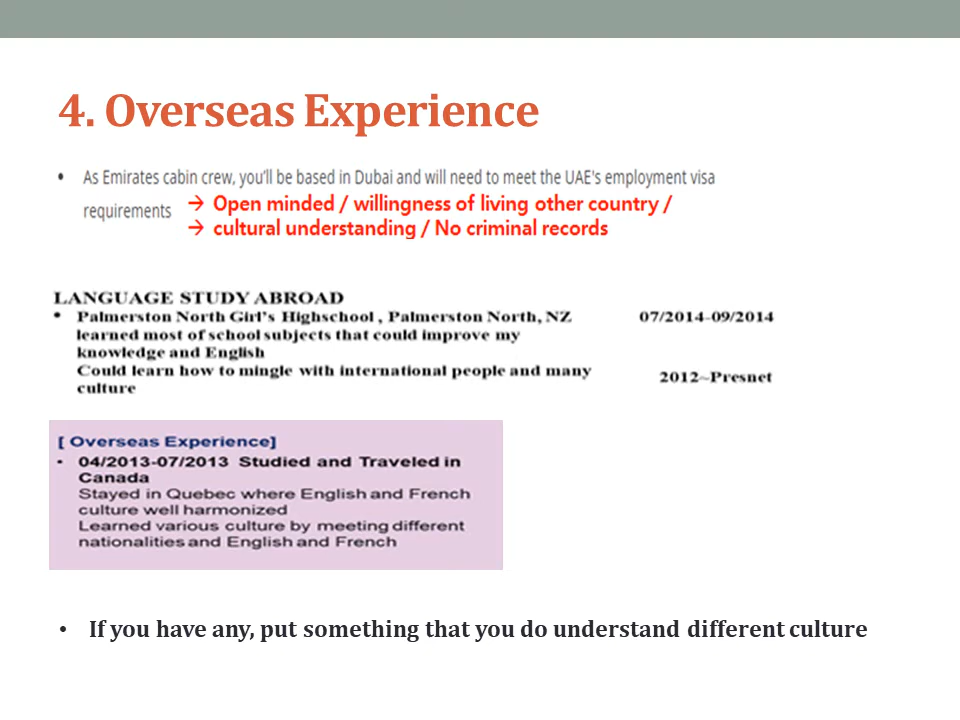 4. Overseas Experience
• As Emirates cabin crew, you'll be based in Dubai and will need to meet the UAE's employment visa
requirements → Open minded / willingness of living other country /
→ cultural understanding / No criminal records
LANGUAGE STUDY ABROAD
• Palmerston North Girl's Highschool , Palmerston North, NZ 07/2014-09/2014
learned most of school subjects that could improve my
knowledge and English
Could learn how to mingle with international people and many 2012~Presnet
culture
[ Overseas Experience]
• 04/2013-07/2013 Studied and Traveled in
Canada
Stayed in Quebec where English and French
culture well harmonized
Learned various culture by meeting different
nationalities and English and French
• If you have any, put something that you do understand different culture